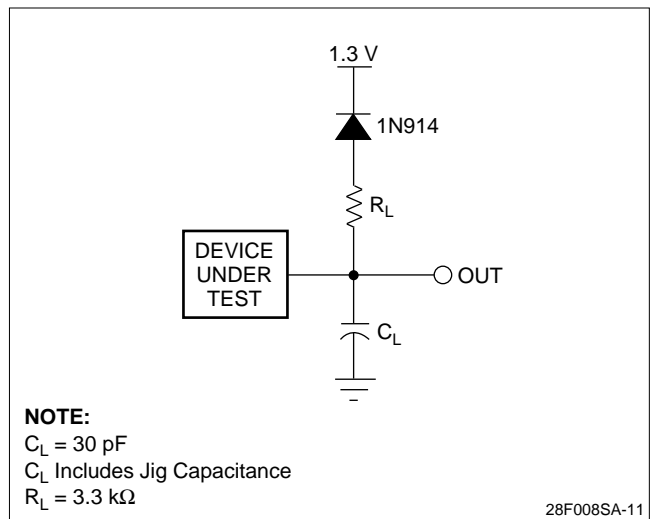 1.3 V
1N914
R_L
DEVICE
UNDER
TEST
OUT
C_L
NOTE:
C_L = 30 pF
C_L Includes Jig Capacitance
R_L = 3.3 kΩ
28F008SA-11